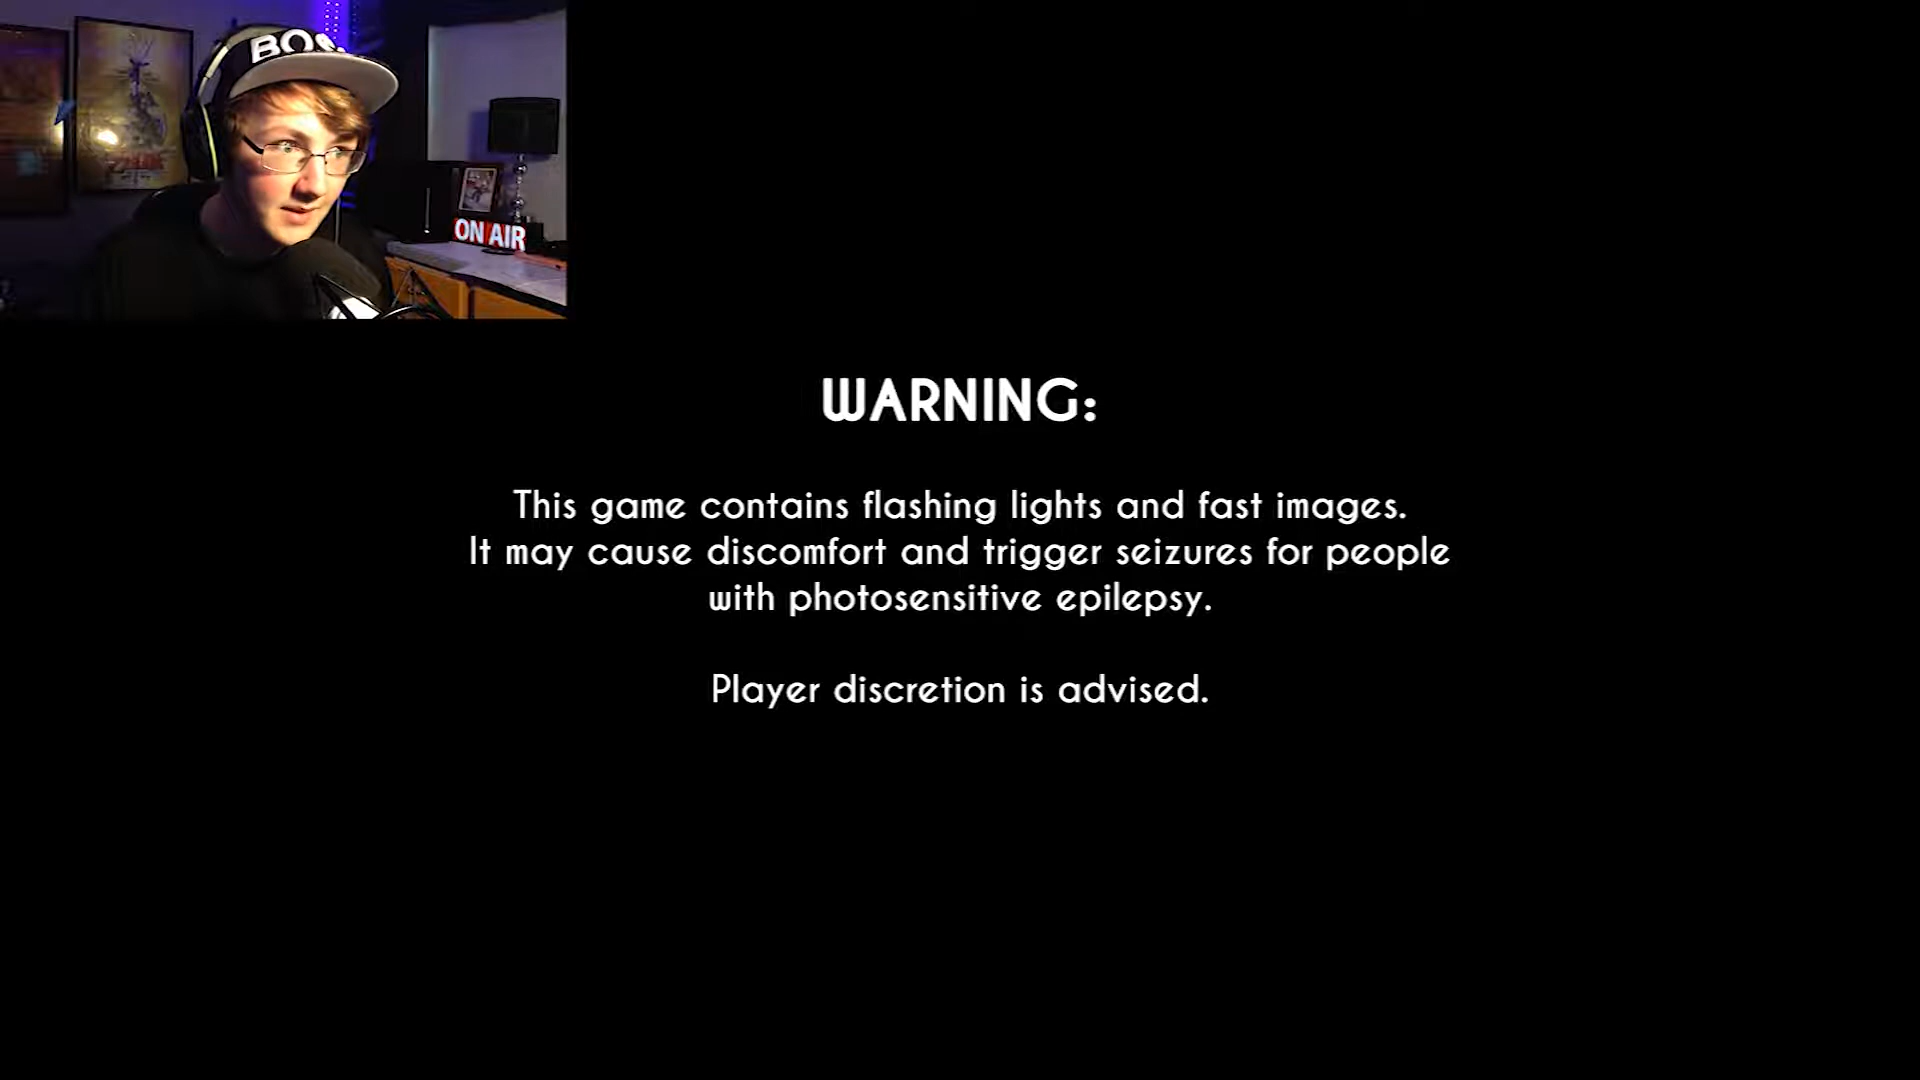 BOS
ON AIR
WARNING:
This game contains flashing lights and fast images.
It may cause discomfort and trigger seizures for people
with photosensitive epilepsy.
Player discretion is advised.